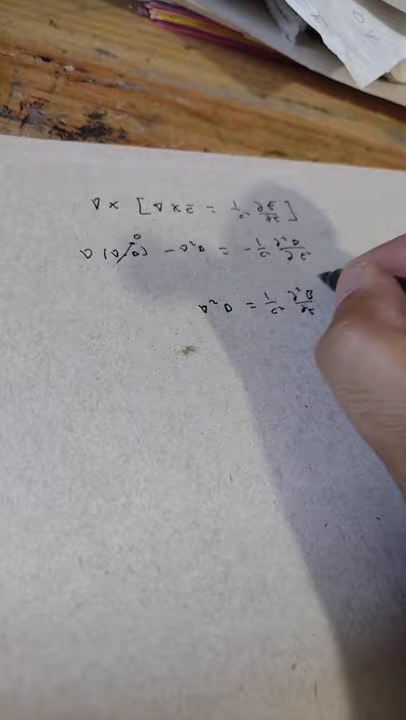 ∇ × [∇ × B = 1/c² ∂E/∂t]
∇(∇·B) − ∇²B = −1/c² ∂²B/∂t²
∇²B = 1/c² ∂²B/∂t²